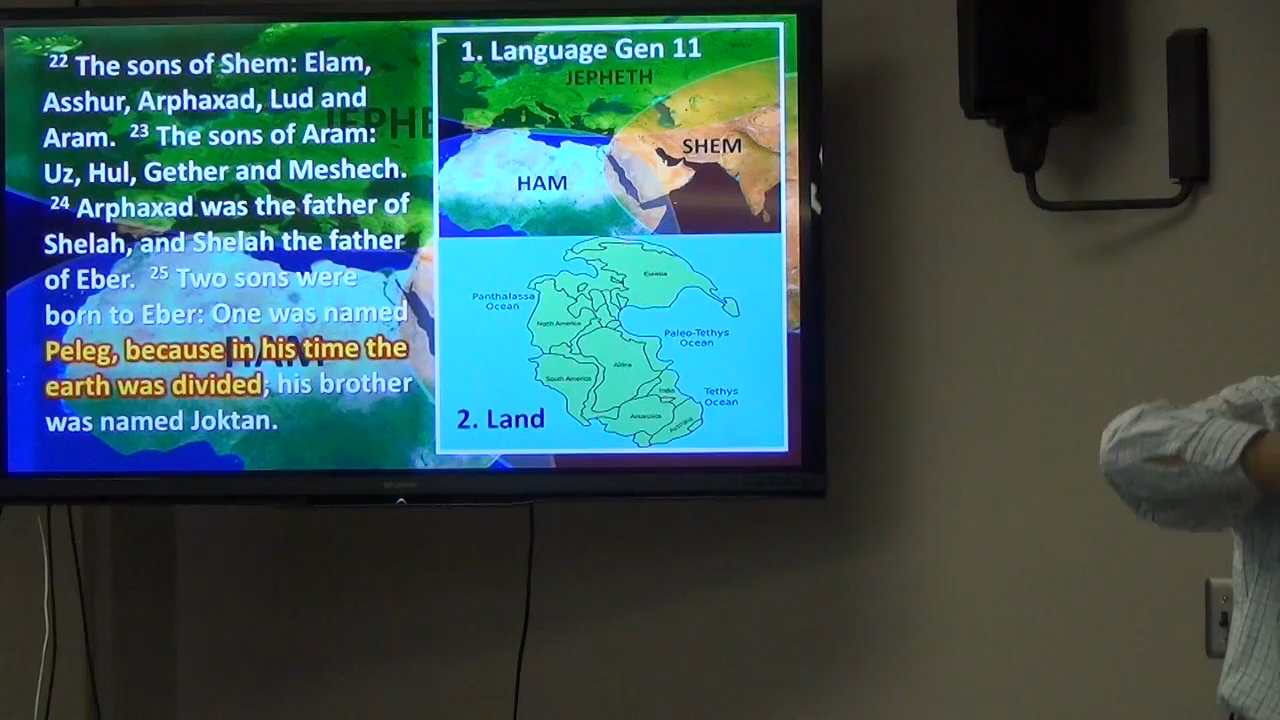 22 The sons of Shem: Elam,
Asshur, Arphaxad, Lud and
Aram. 23 The sons of Aram:
Uz, Hul, Gether and Meshech.
24 Arphaxad was the father of
Shelah, and Shelah the father
of Eber. 25 Two sons were
born to Eber: One was named
Peleg, because in his time the
earth was divided; his brother
was named Joktan.
HAM
1. Language Gen 11
JEPHETH
SHEM
HAM
Eurasia
Panthalassa
Ocean
North America
Paleo-Tethys
Ocean
Africa
South America
India
Tethys
Ocean
Antarctica
Australia
2. Land